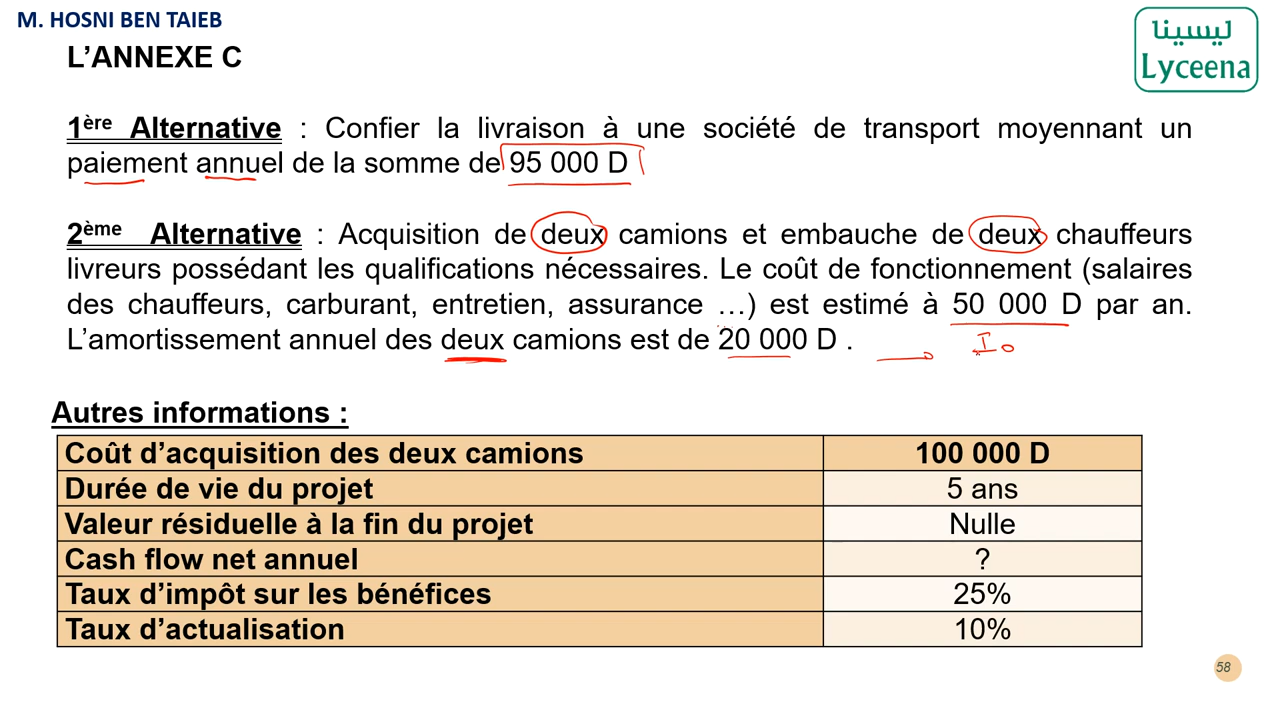 M. HOSNI BEN TAIEB
ليسينا
Lyceena
L’ANNEXE C
1ère Alternative : Confier la livraison à une société de transport moyennant un
paiement annuel de la somme de 95 000 D
2ème Alternative : Acquisition de deux camions et embauche de deux chauffeurs
livreurs possédant les qualifications nécessaires. Le coût de fonctionnement (salaires
des chauffeurs, carburant, entretien, assurance …) est estimé à 50 000 D par an.
L’amortissement annuel des deux camions est de 20 000 D .
I0
Autres informations :
Coût d’acquisition des deux camions 100 000 D
Durée de vie du projet 5 ans
Valeur résiduelle à la fin du projet Nulle
Cash flow net annuel ?
Taux d’impôt sur les bénéfices 25%
Taux d’actualisation 10%
58